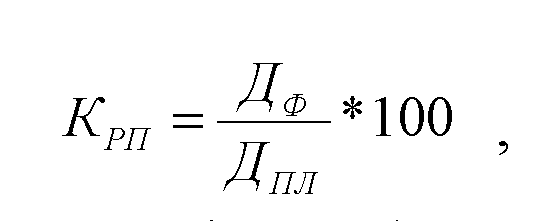 К_РП = Д_Ф / Д_ПЛ * 100 ,